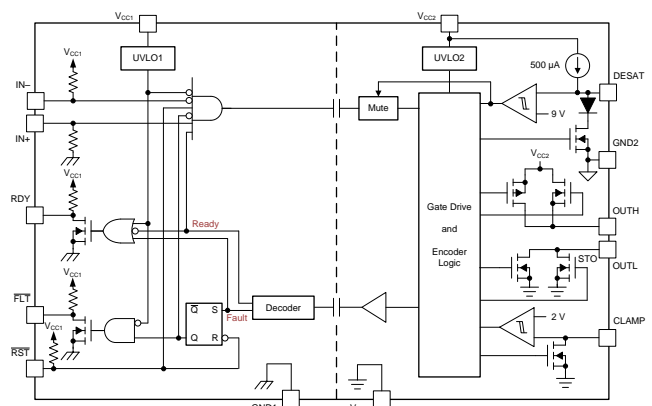 VCC1
VCC2
VCC1
UVLO1
UVLO2
500 µA
DESAT
IN–
Mute
9 V
IN+
GND2
VCC1
VCC2
RDY
Ready
Gate Drive
and
Encoder
Logic
OUTH
STO
OUTL
VCC1
FLT
Q S
Fault
Decoder
2 V
CLAMP
VCC1
Q R
RST